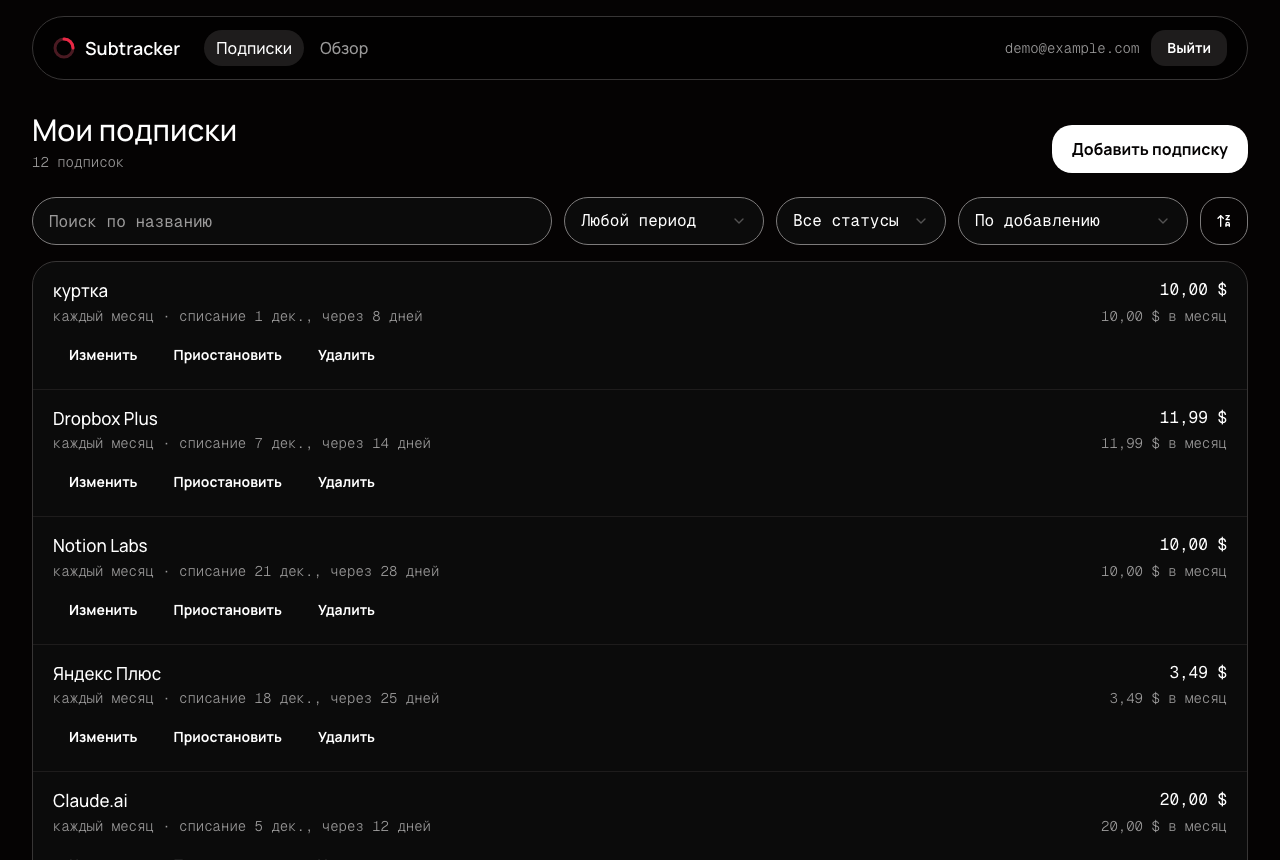 Subtracker Подписки Обзор demo@example.com Выйти
Мои подписки
12 подписок
Добавить подписку
Поиск по названию Любой период Все статусы По добавлению
куртка 10,00 $
каждый месяц · списание 1 дек., через 8 дней 10,00 $ в месяц
Изменить Приостановить Удалить
Dropbox Plus 11,99 $
каждый месяц · списание 7 дек., через 14 дней 11,99 $ в месяц
Изменить Приостановить Удалить
Notion Labs 10,00 $
каждый месяц · списание 21 дек., через 28 дней 10,00 $ в месяц
Изменить Приостановить Удалить
Яндекс Плюс 3,49 $
каждый месяц · списание 18 дек., через 25 дней 3,49 $ в месяц
Изменить Приостановить Удалить
Claude.ai 20,00 $
каждый месяц · списание 5 дек., через 12 дней 20,00 $ в месяц